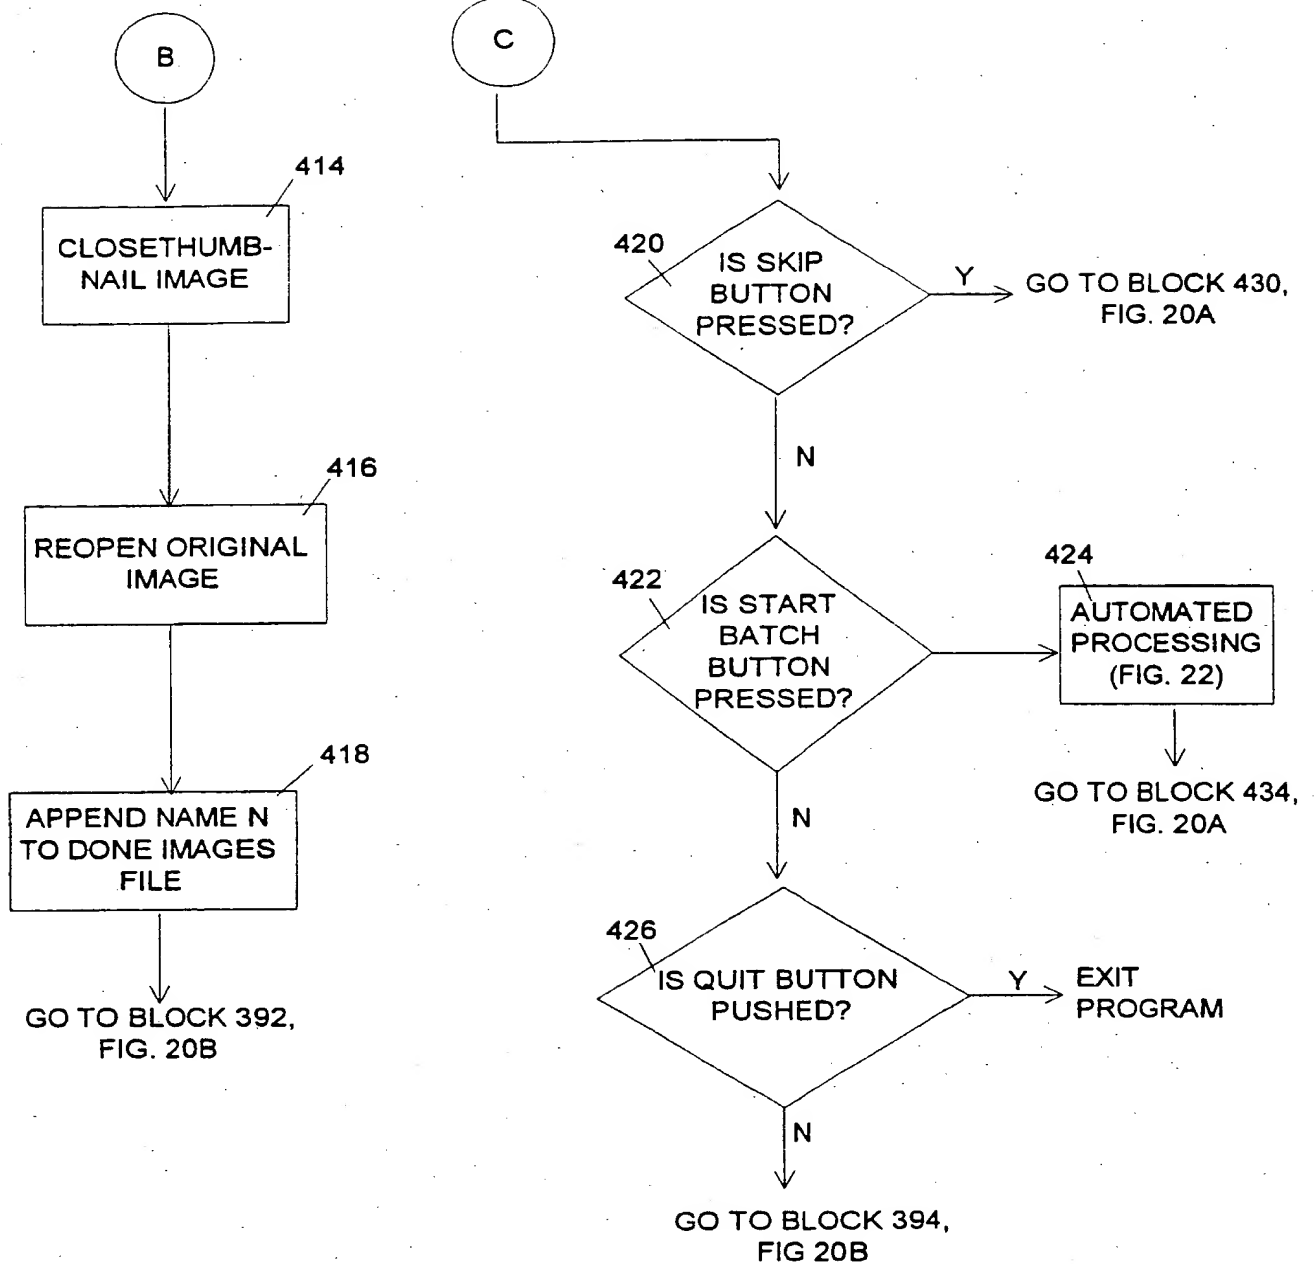 B
414
CLOSETHUMB-
NAIL IMAGE
416
REOPEN ORIGINAL
IMAGE
418
APPEND NAME N
TO DONE IMAGES
FILE
GO TO BLOCK 392,
FIG. 20B
C
420
IS SKIP
BUTTON
PRESSED?
Y
GO TO BLOCK 430,
FIG. 20A
N
422
IS START
BATCH
BUTTON
PRESSED?
424
AUTOMATED
PROCESSING
(FIG. 22)
GO TO BLOCK 434,
FIG. 20A
N
426
IS QUIT BUTTON
PUSHED?
Y
EXIT
PROGRAM
N
GO TO BLOCK 394,
FIG 20B